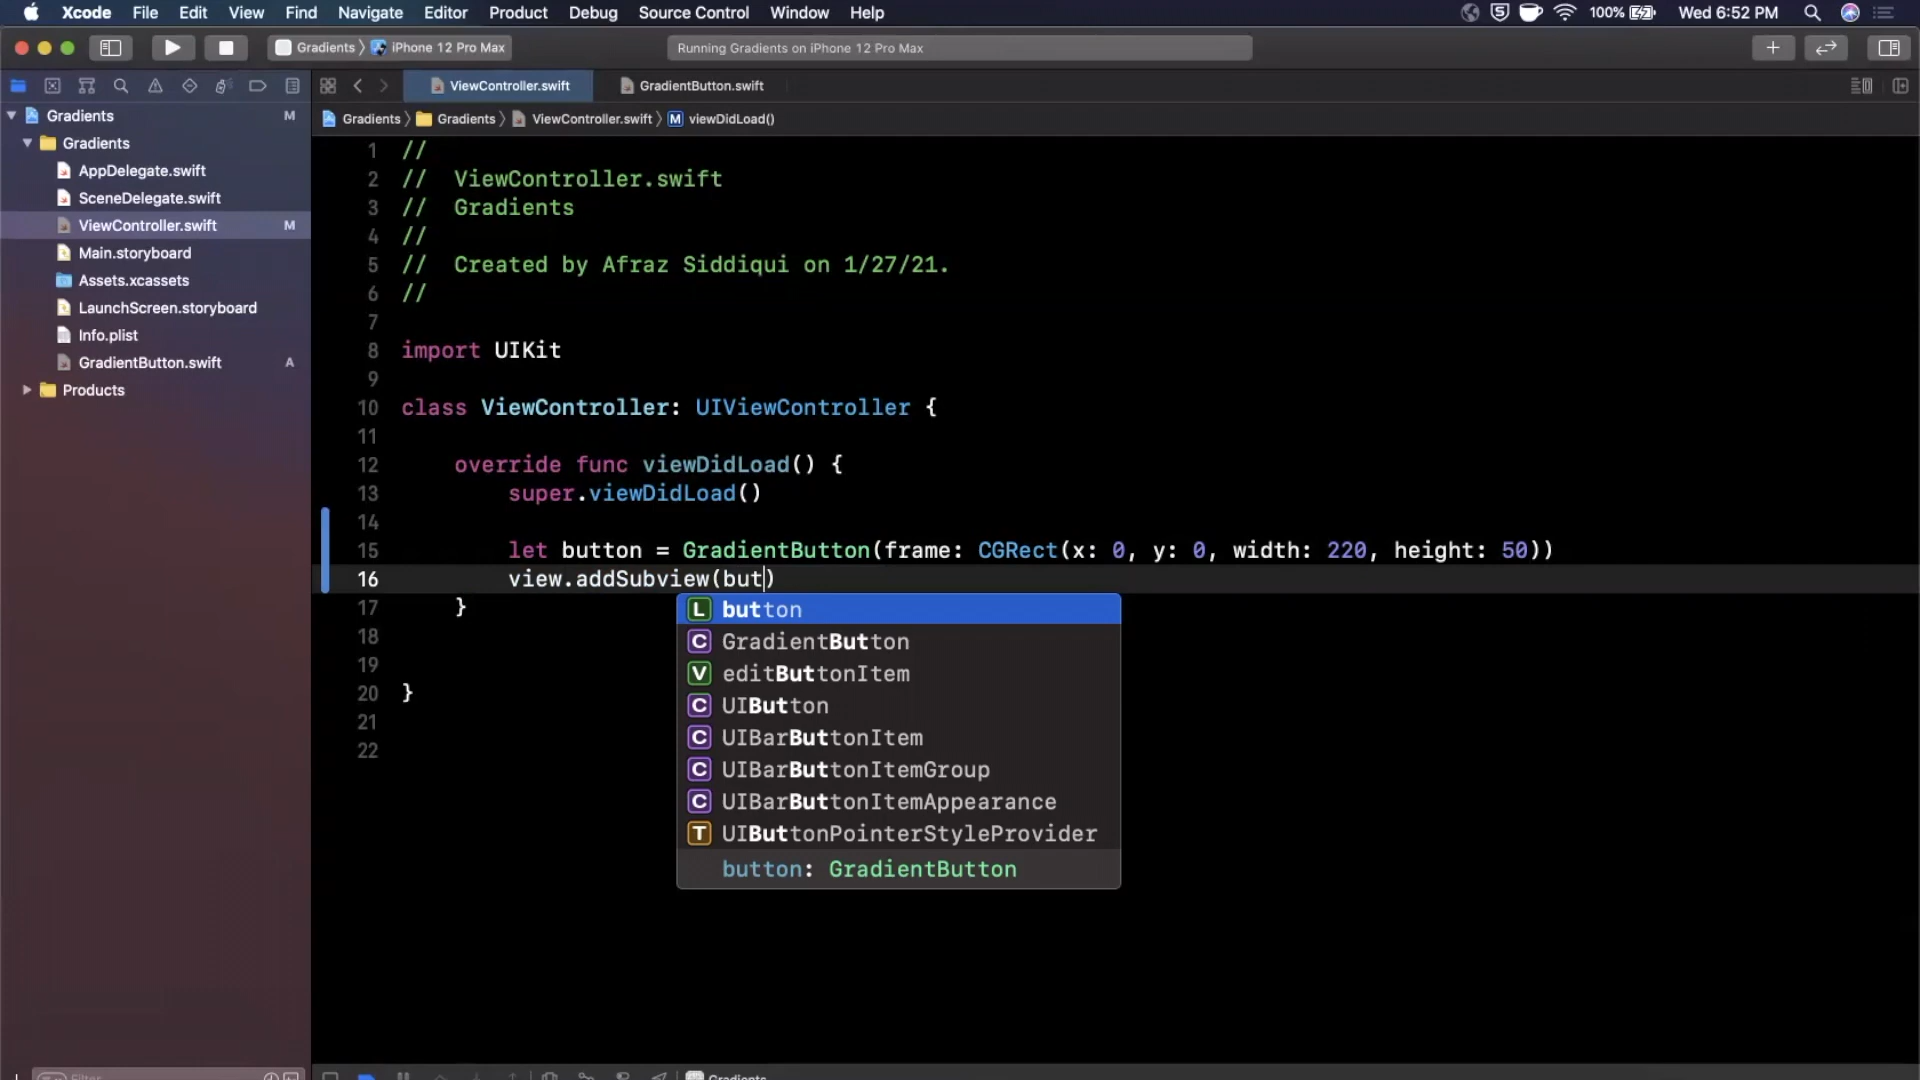 Xcode File Edit View Find Navigate Editor Product Debug Source Control Window Help 100% Wed 6:52 PM
Gradients iPhone 12 Pro Max Running Gradients on iPhone 12 Pro Max
ViewController.swift GradientButton.swift
Gradients M
Gradients Gradients ViewController.swift M viewDidLoad()
Gradients
AppDelegate.swift
SceneDelegate.swift
ViewController.swift M
Main.storyboard
Assets.xcassets
LaunchScreen.storyboard
Info.plist
GradientButton.swift A
Products
Filter
1 //
2 // ViewController.swift
3 // Gradients
4 //
5 // Created by Afraz Siddiqui on 1/27/21.
6 //
7
8 import UIKit
9
10 class ViewController: UIViewController {
11
12 override func viewDidLoad() {
13 super.viewDidLoad()
14
15 let button = GradientButton(frame: CGRect(x: 0, y: 0, width: 220, height: 50))
16 view.addSubview(but)
17 }
18
19
20 }
21
22
L button
C GradientButton
V editButtonItem
C UIButton
C UIBarButtonItem
C UIBarButtonItemGroup
C UIBarButtonItemAppearance
T UIButtonPointerStyleProvider
button: GradientButton
Gradients